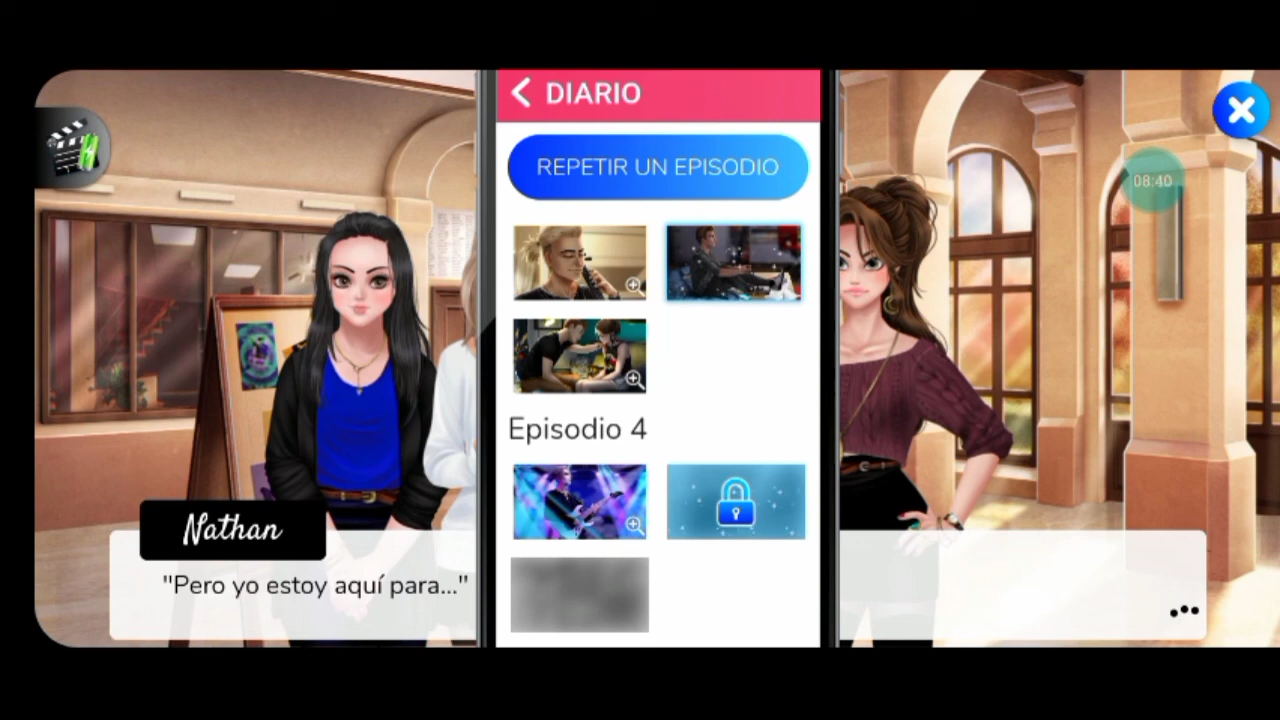 DIARIO
REPETIR UN EPISODIO
08:40
Episodio 4
Nathan
"Pero yo estoy aquí para..."